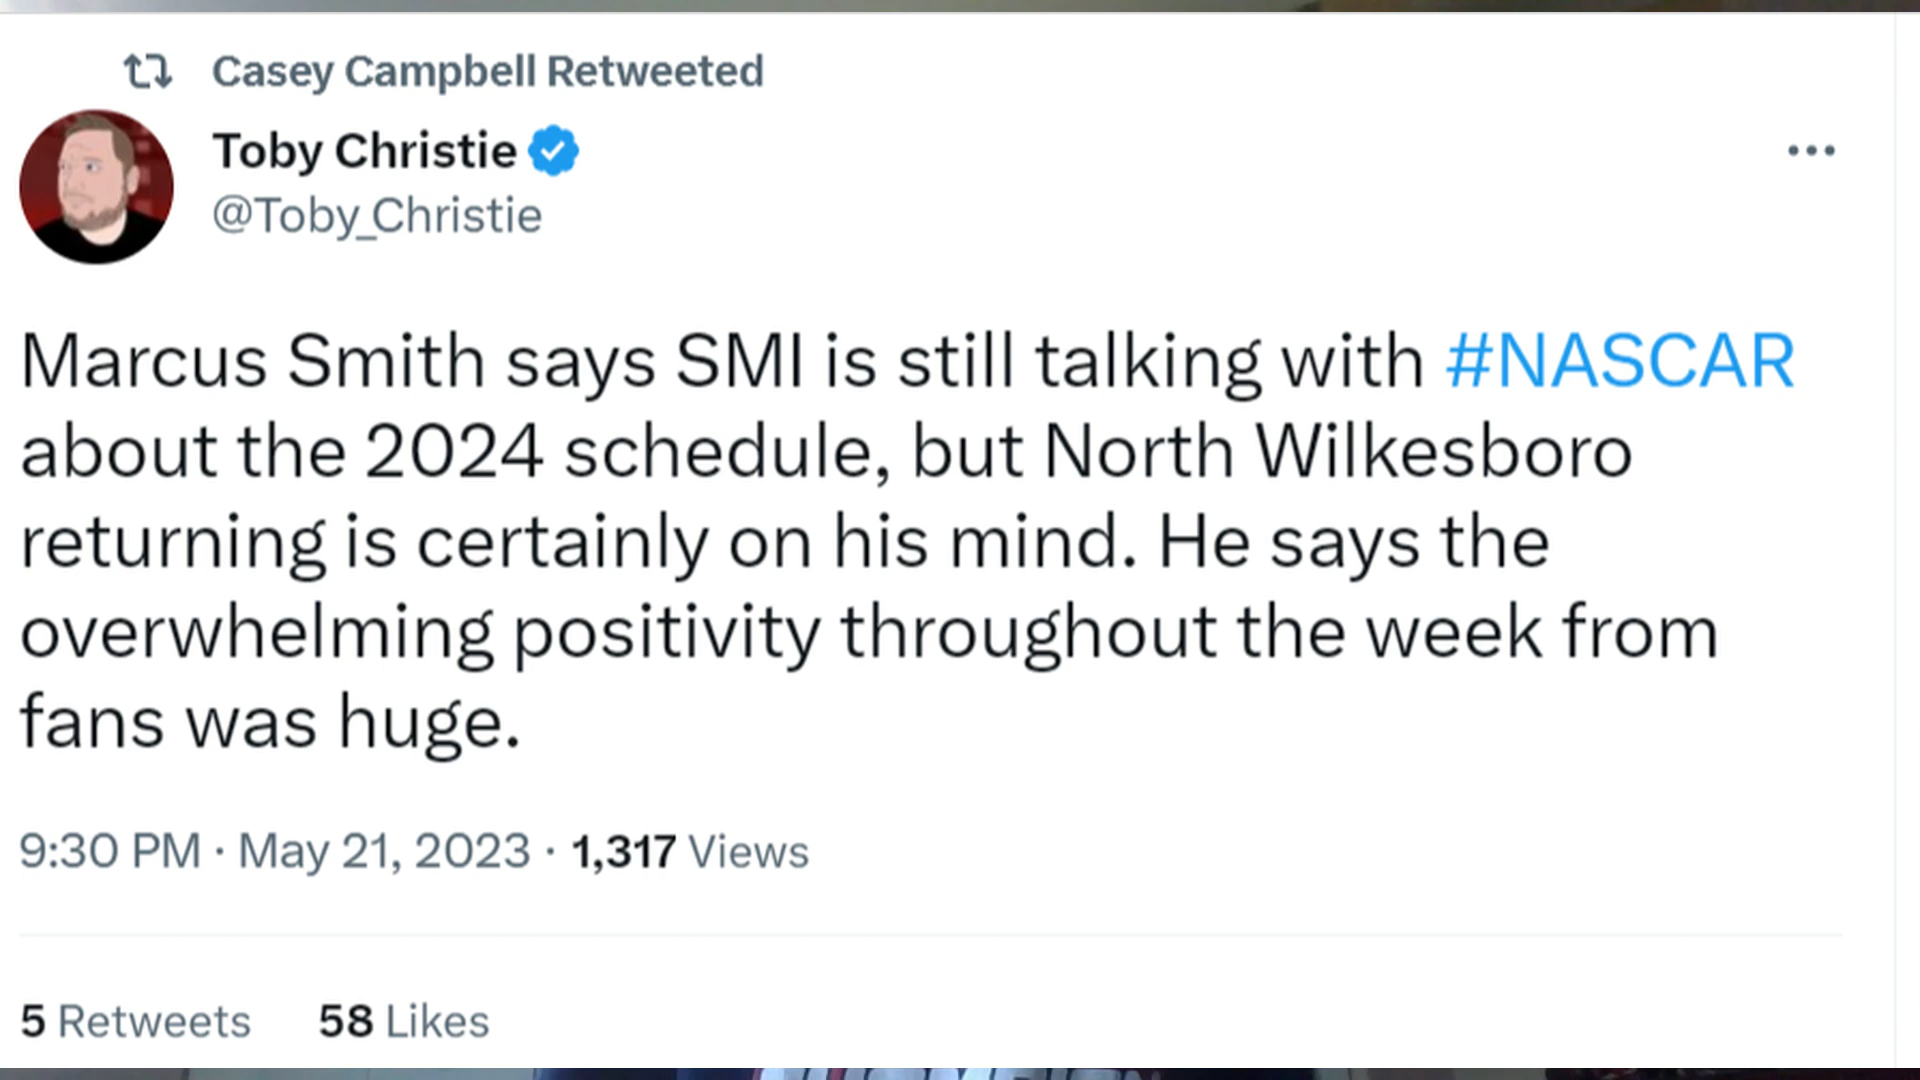 Casey Campbell Retweeted
Toby Christie
@Toby_Christie
Marcus Smith says SMI is still talking with #NASCAR
about the 2024 schedule, but North Wilkesboro
returning is certainly on his mind. He says the
overwhelming positivity throughout the week from
fans was huge.
9:30 PM · May 21, 2023 · 1,317 Views
5 Retweets 58 Likes